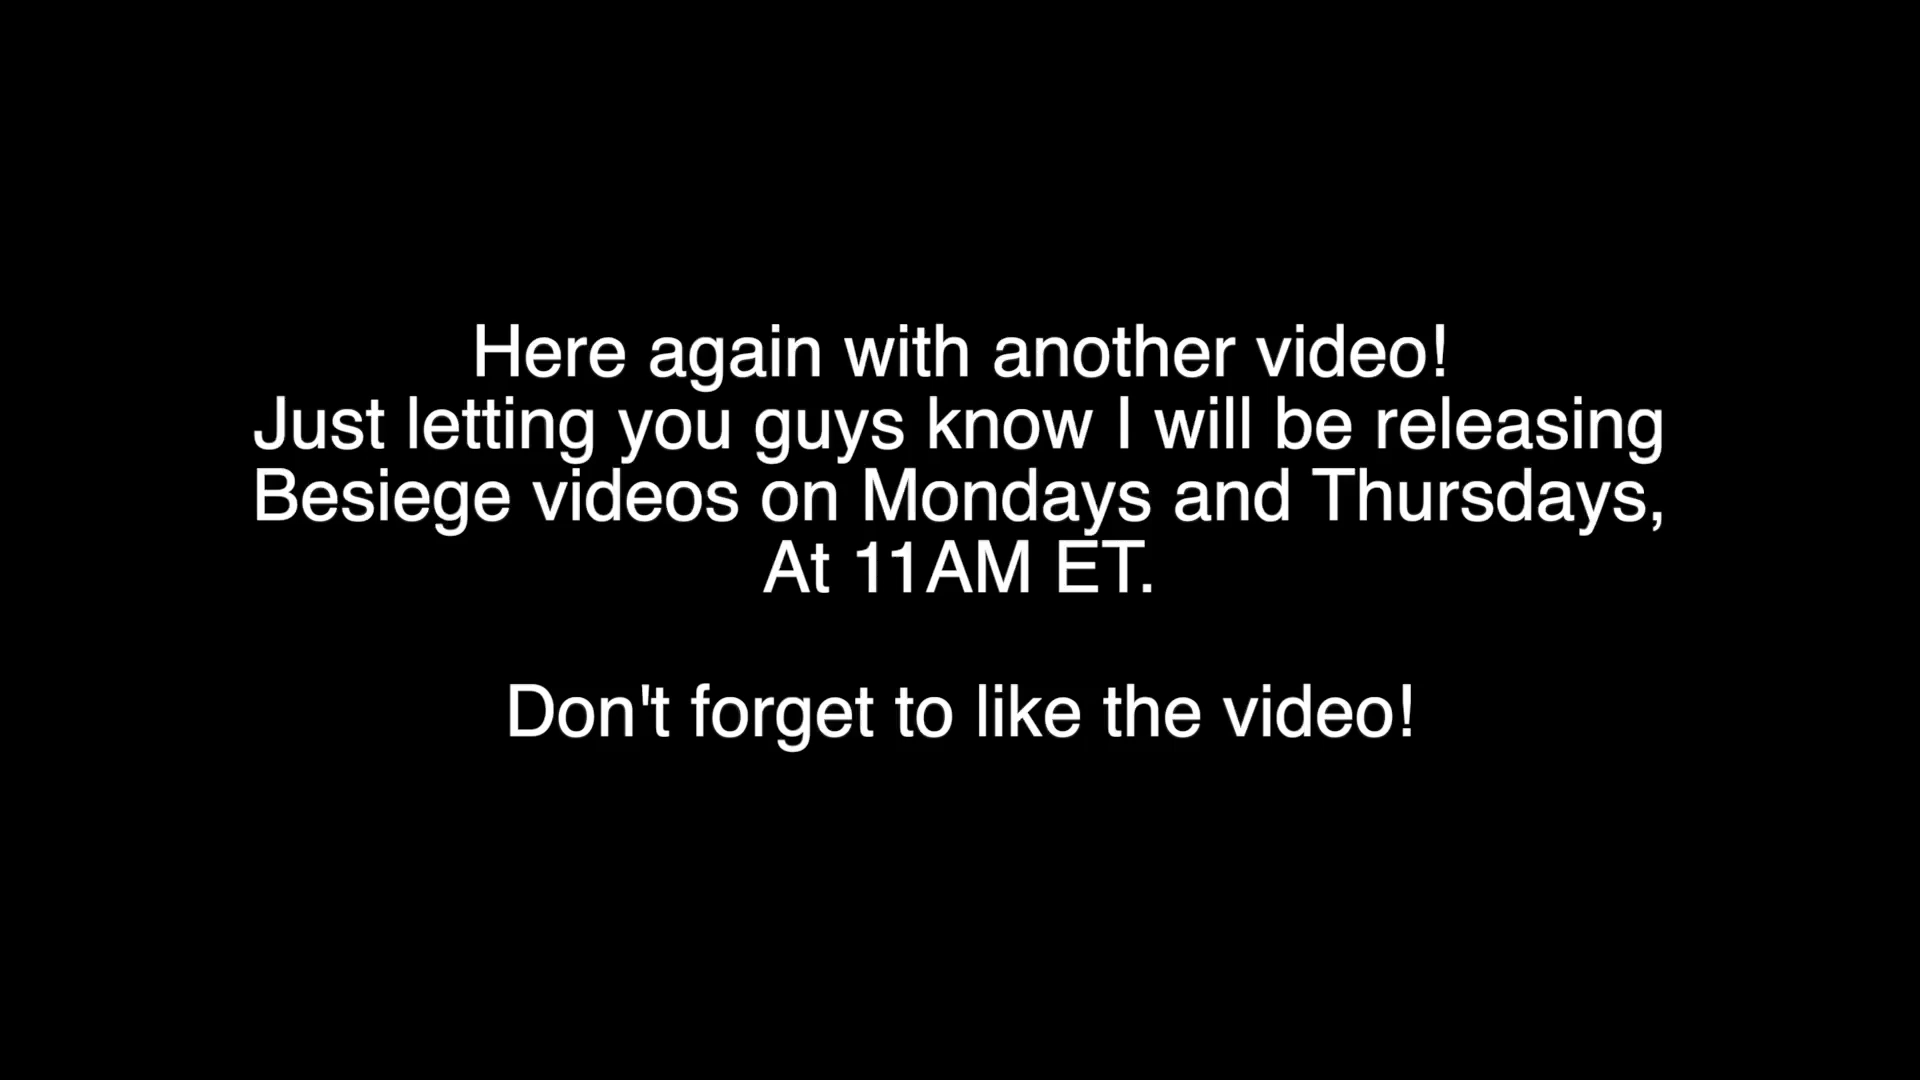 Here again with another video!
Just letting you guys know I will be releasing
Besiege videos on Mondays and Thursdays,
At 11AM ET.
Don't forget to like the video!